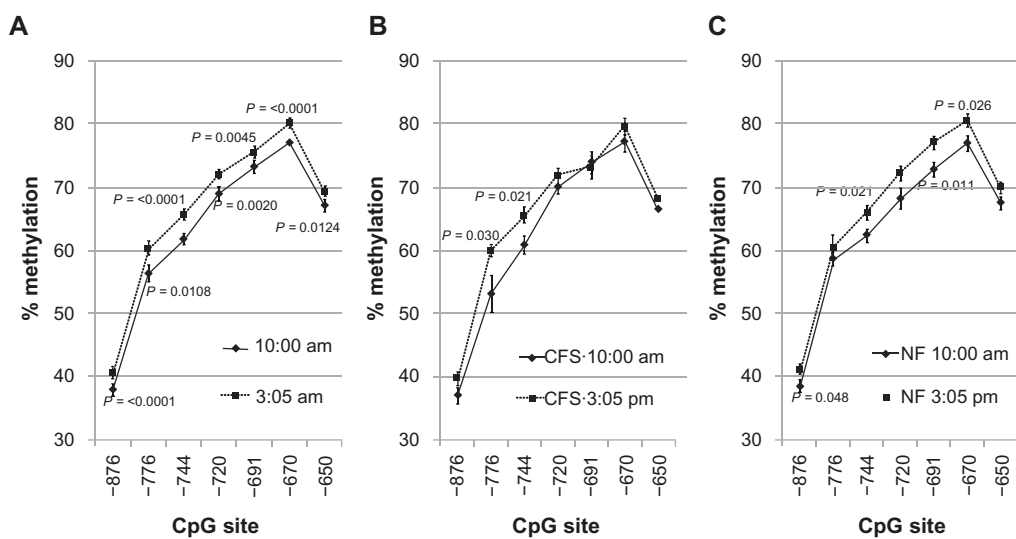 A
90
80
70
60
50
40
30
% methylation
P = <0.0001
P = 0.0045
P = <0.0001
P = 0.0020
P = 0.0124
P = 0.0108
P = <0.0001
10:00 am
3:05 am
–876
–776
–744
–720
–691
–670
–650
CpG site
B
90
80
70
60
50
40
30
% methylation
P = 0.021
P = 0.030
CFS·10:00 am
CFS·3:05 pm
–876
–776
–744
–720
–691
–670
–650
CpG site
C
90
80
70
60
50
40
30
% methylation
P = 0.026
P = 0.021
P = 0.011
P = 0.048
NF 10:00 am
NF 3:05 pm
–876
–776
–744
–720
–691
–670
–650
CpG site